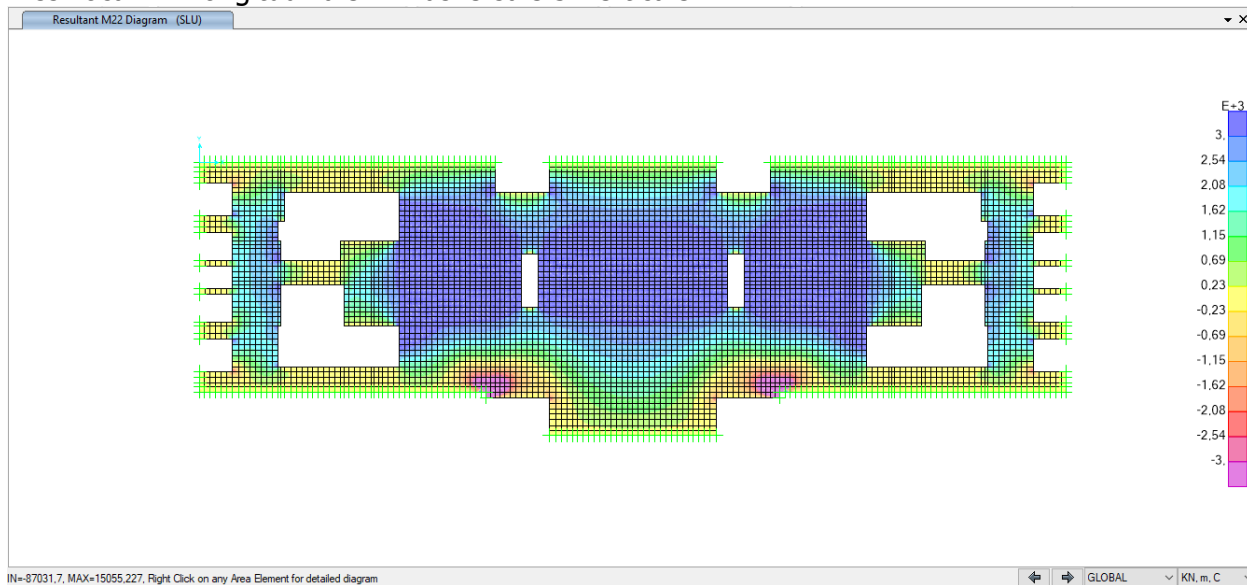 Resultant M22 Diagram (SLU)
E+3
3,
2.54
2.08
1.62
1.15
0,69
0.23
-0.23
-0.69
-1.15
-1.62
-2.08
-2.54
-3,
Y
IN=-87031,7, MAX=15055,227, Right Click on any Area Element for detailed diagram
GLOBAL
KN, m, C